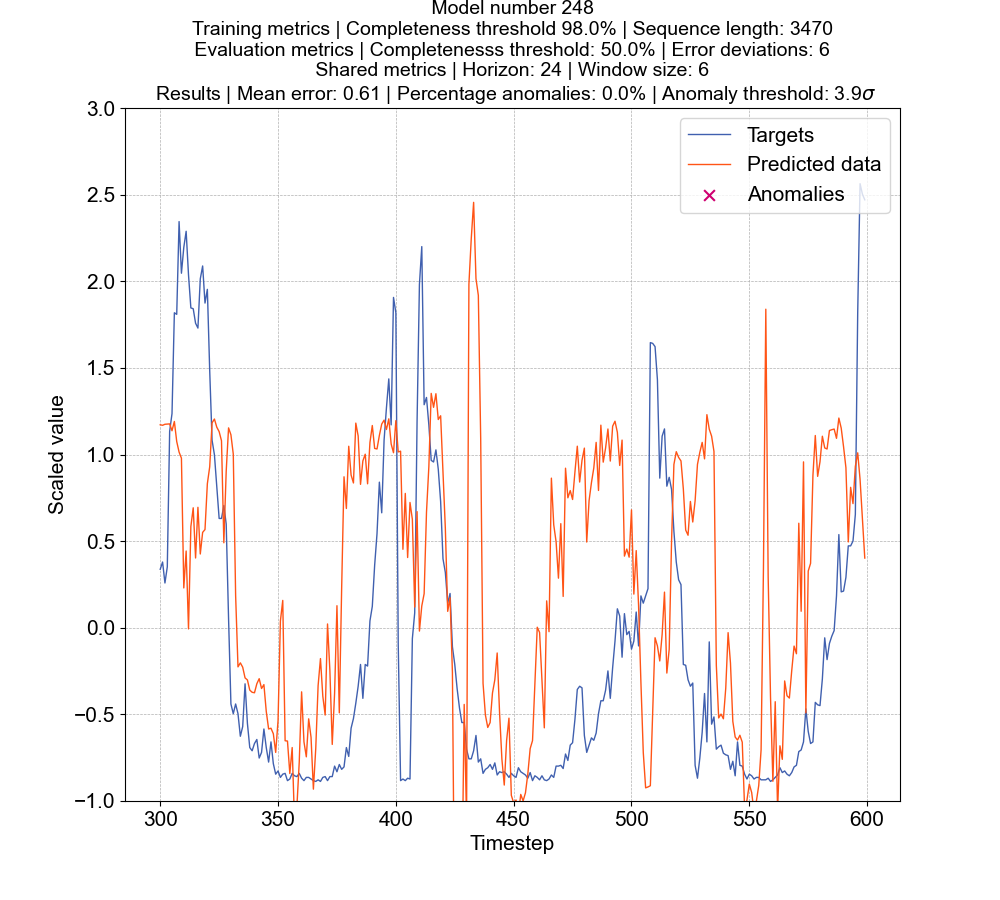 Model number 248
Training metrics | Completeness threshold 98.0% | Sequence length: 3470
Evaluation metrics | Completenesss threshold: 50.0% | Error deviations: 6
Shared metrics | Horizon: 24 | Window size: 6
Results | Mean error: 0.61 | Percentage anomalies: 0.0% | Anomaly threshold: 3.9σ
Targets
Predicted data
Anomalies
3.0
2.5
2.0
1.5
1.0
0.5
0.0
−0.5
−1.0
Scaled value
300
350
400
450
500
550
600
Timestep